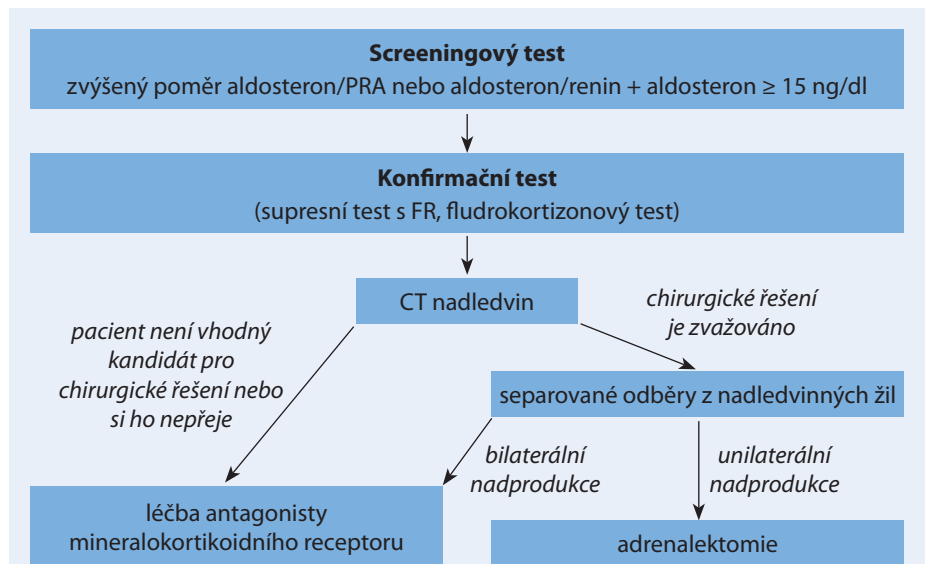 Screeningový test
zvýšený poměr aldosteron/PRA nebo aldosteron/renin + aldosteron ≥ 15 ng/dl
Konfirmační test
(supresní test s FR, fludrokortizonový test)
CT nadledvin
chirurgické řešení
je zvažováno
pacient není vhodný
kandidát pro
chirurgické řešení nebo
si ho nepřeje
separované odběry z nadledvinných žil
bilaterální
nadprodukce
unilaterální
nadprodukce
léčba antagonisty
mineralokortikoidního receptoru
adrenalektomie